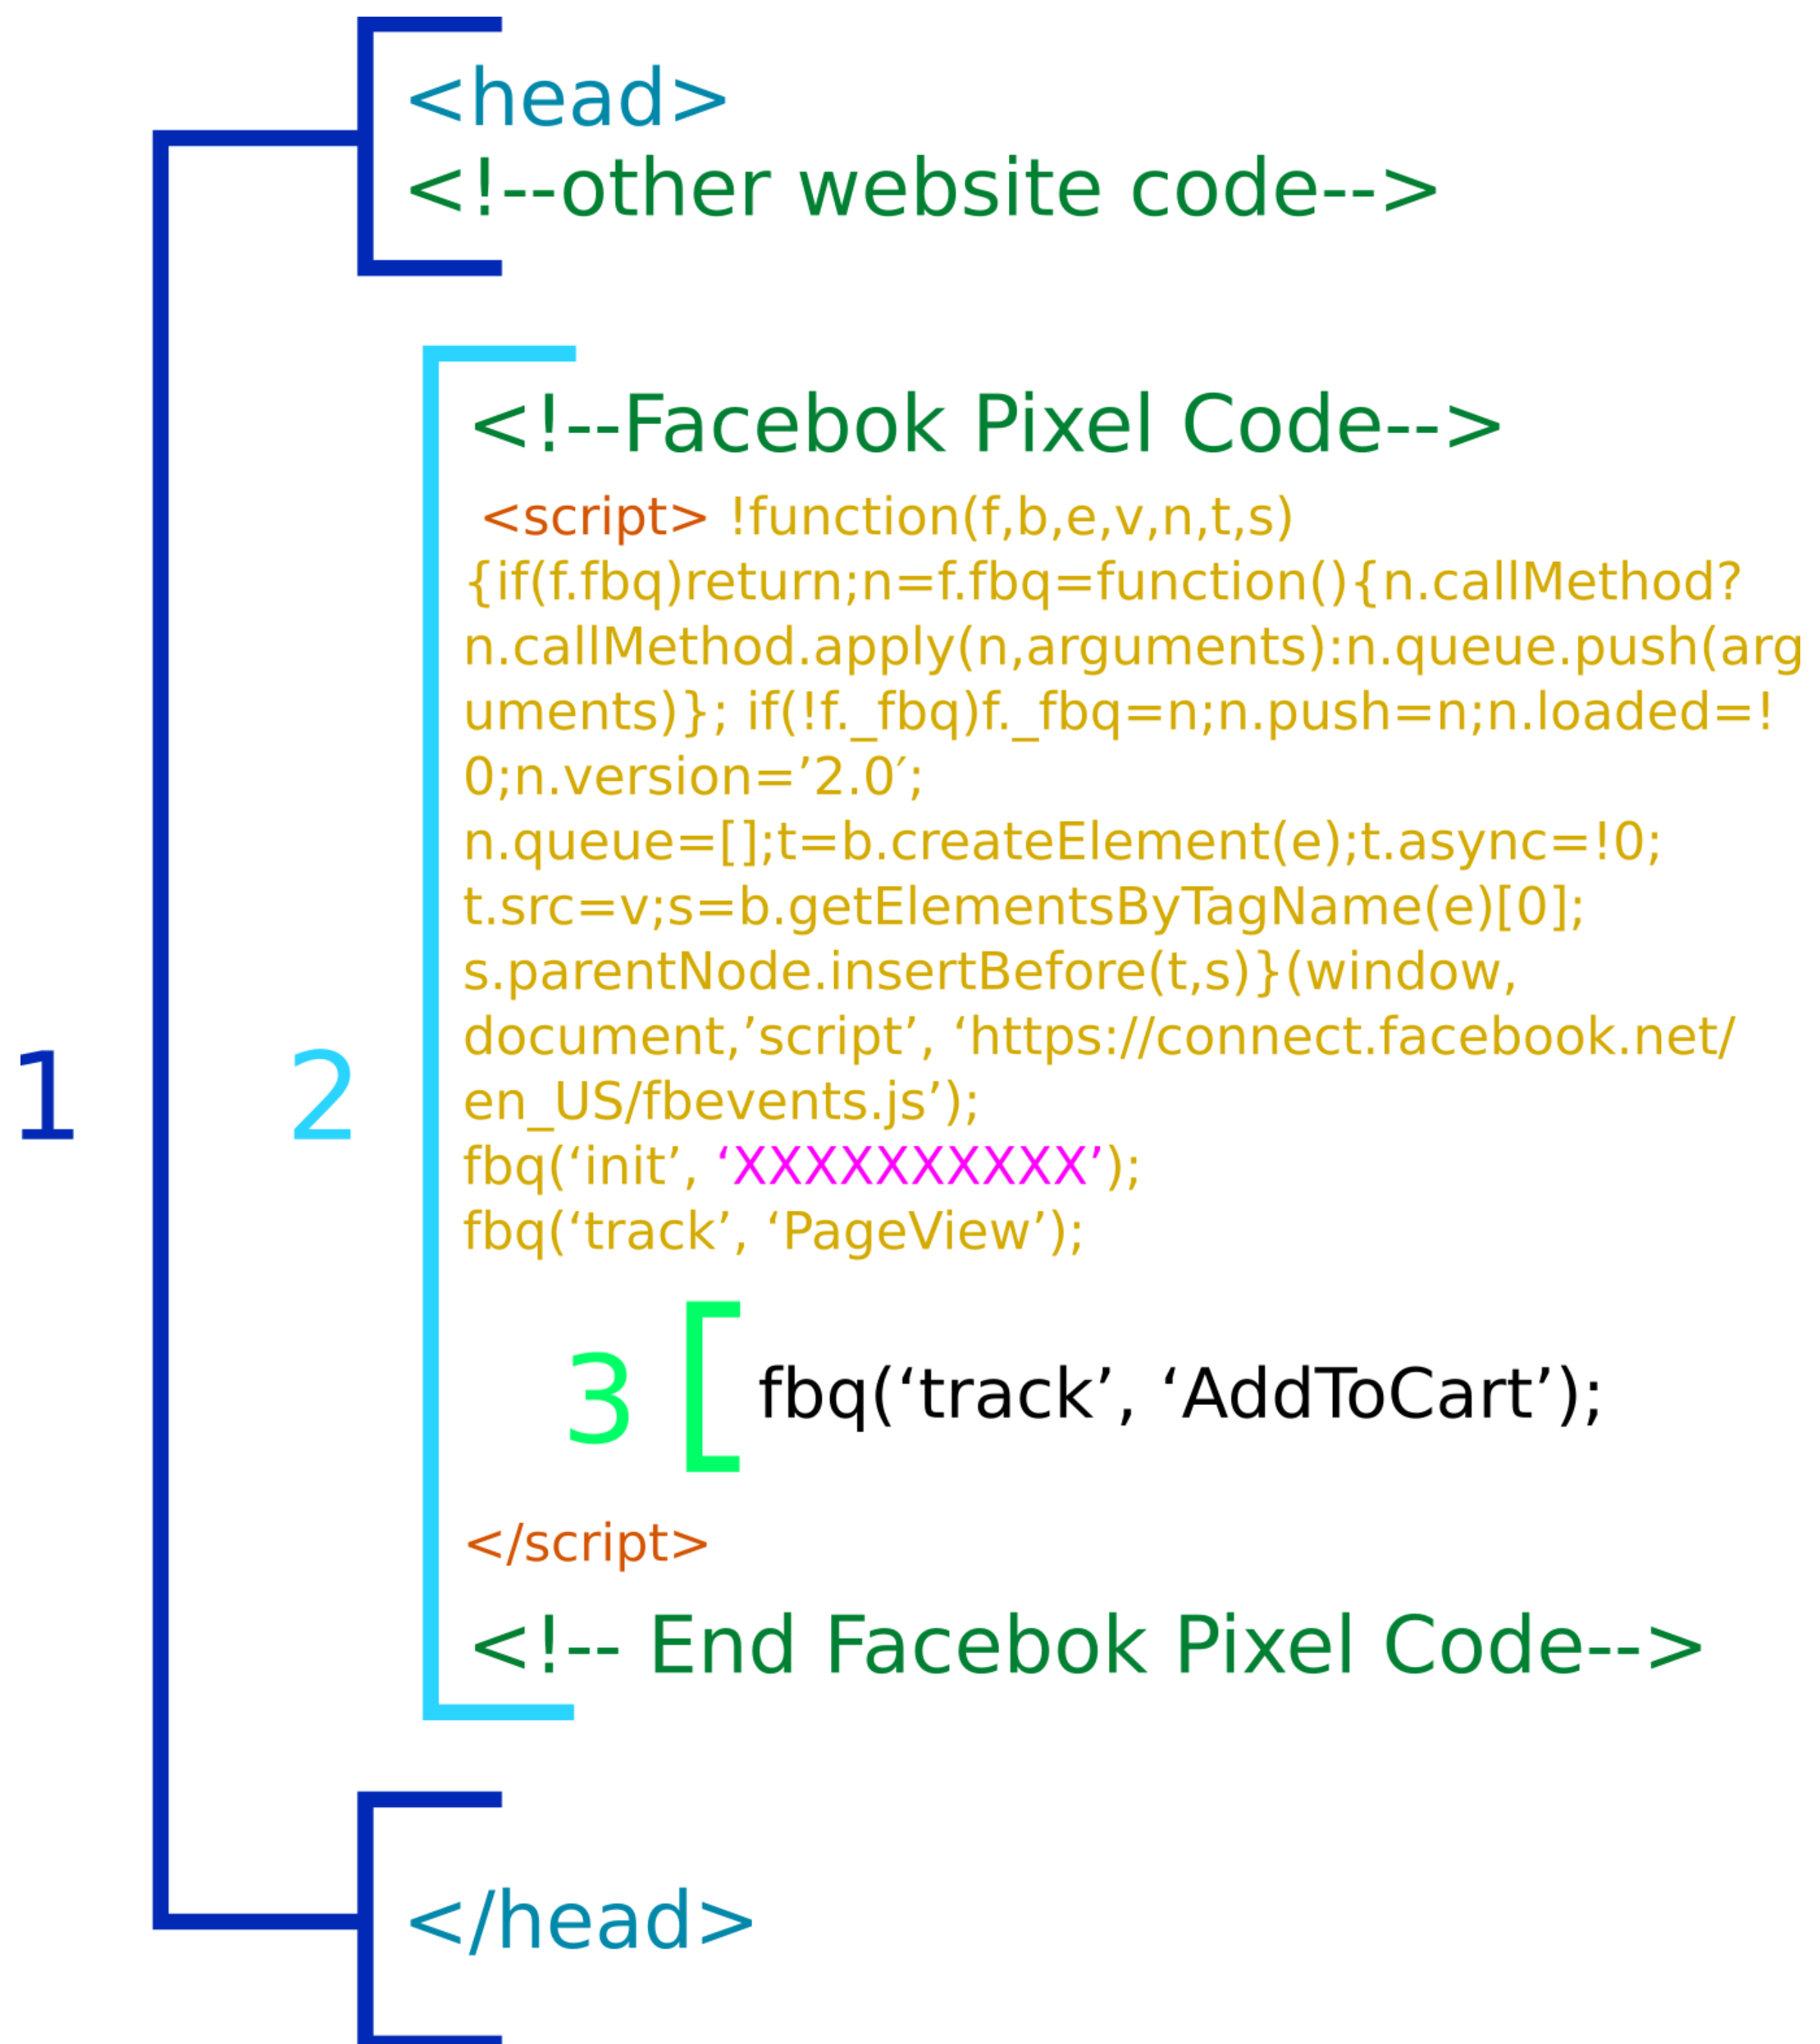 <head>
<!--other website code-->
<!--Facebok Pixel Code-->
<script> !function(f,b,e,v,n,t,s)
{if(f.fbq)return;n=f.fbq=function(){n.callMethod?
n.callMethod.apply(n,arguments):n.queue.push(arg
uments)}; if(!f._fbq)f._fbq=n;n.push=n;n.loaded=!
0;n.version=’2.0′;
n.queue=[];t=b.createElement(e);t.async=!0;
t.src=v;s=b.getElementsByTagName(e)[0];
s.parentNode.insertBefore(t,s)}(window,
document,’script’, ‘https://connect.facebook.net/
en_US/fbevents.js’);
1
2
fbq(‘init’, ‘XXXXXXXXXX’);
fbq(‘track’, ‘PageView’);
3
fbq(‘track’, ‘AddToCart’);
</script>
<!-- End Facebok Pixel Code-->
</head>